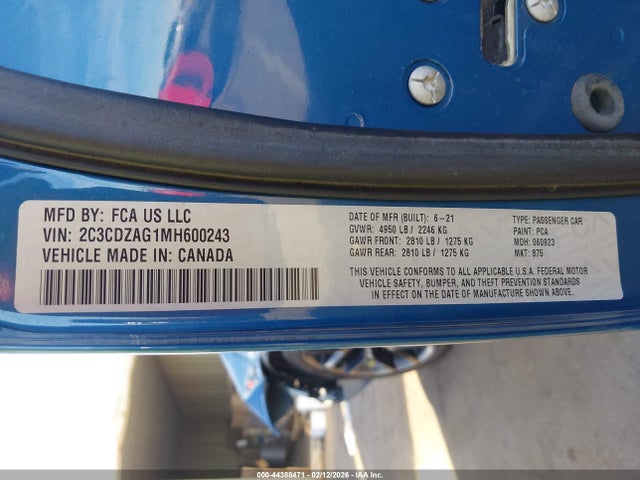 MFD BY: FCA US LLC
VIN: 2C3CDZAG1MH600243
VEHICLE MADE IN: CANADA
DATE OF MFR (BUILT): 6-21
GVWR: 4950 LB / 2246 KG
GAWR FRONT: 2810 LB / 1275 KG
GAWR REAR: 2810 LB / 1275 KG
TYPE: PASSENGER CAR
PAINT: PCA
MDH: 060923
MKT: 875
THIS VEHICLE CONFORMS TO ALL APPLICABLE U.S.A. FEDERAL MOTOR
VEHICLE SAFETY, BUMPER, AND THEFT PREVENTION STANDARDS
IN EFFECT ON THE DATE OF MANUFACTURE SHOWN ABOVE.
000-44388471 - 02/12/2026 - IAA Inc.